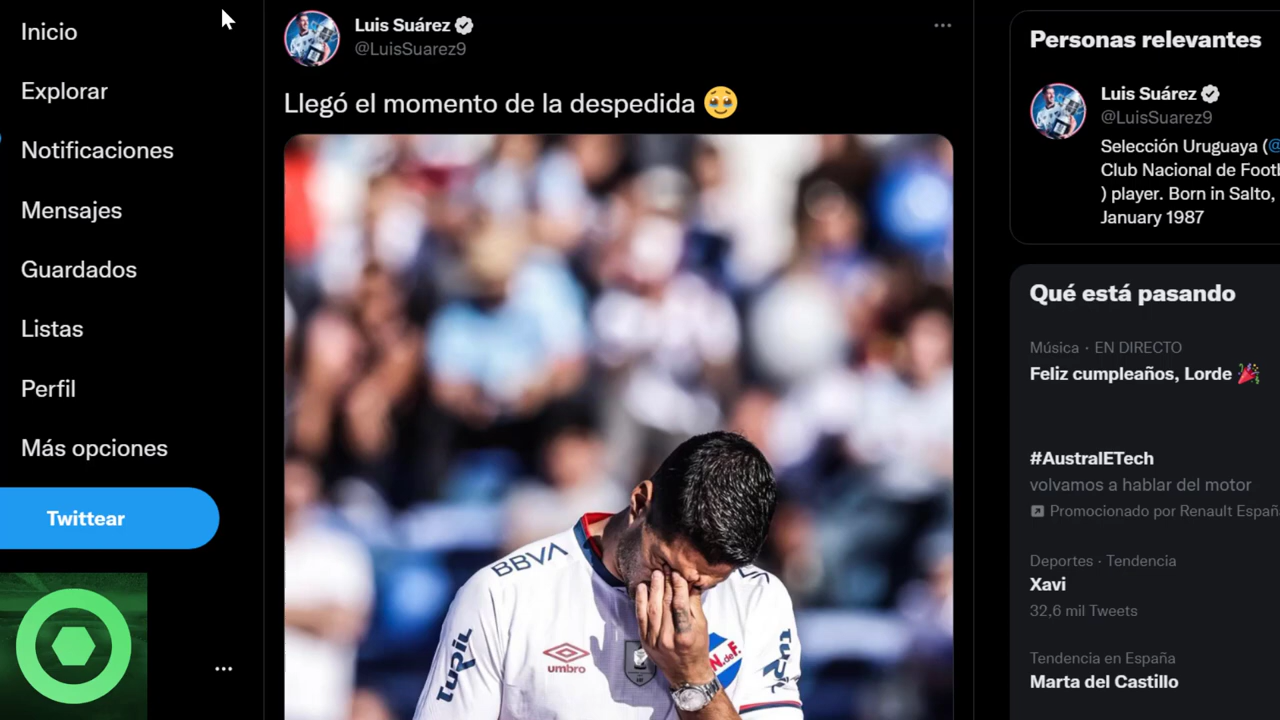 Inicio
Explorar
Notificaciones
Mensajes
Guardados
Listas
Perfil
Más opciones
Twittear
Luis Suárez
@LuisSuarez9
Llegó el momento de la despedida 🥹
BBVA
tupil
umbro
N.deF.
Personas relevantes
Luis Suárez
@LuisSuarez9
Selección Uruguaya (@
Club Nacional de Foot
) player. Born in Salto,
January 1987
Qué está pasando
Música · EN DIRECTO
Feliz cumpleaños, Lorde 🎉
#AustralETech
volvamos a hablar del motor
Promocionado por Renault Españ
Deportes · Tendencia
Xavi
32,6 mil Tweets
Tendencia en España
Marta del Castillo